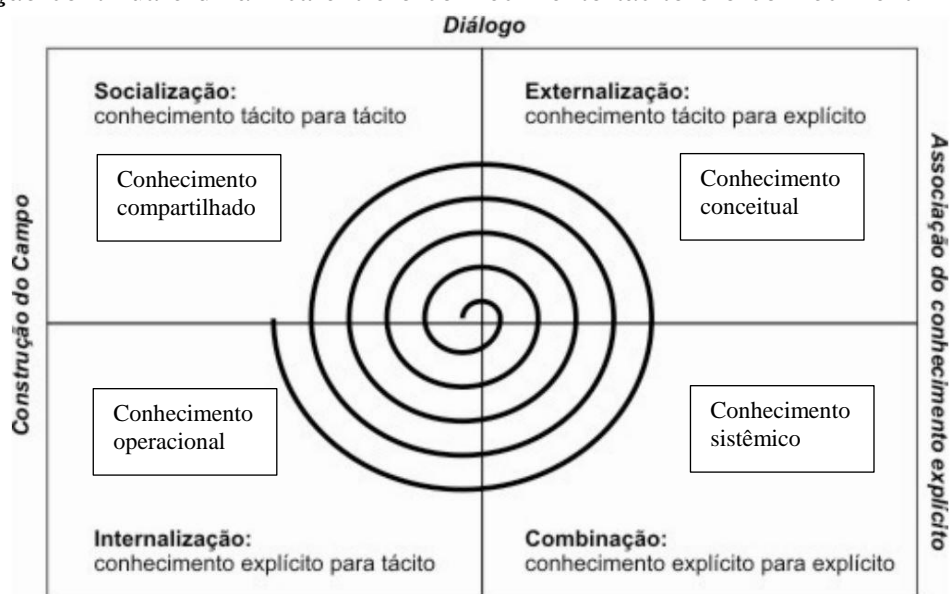 Diálogo
Socialização:
conhecimento tácito para tácito
Externalização:
conhecimento tácito para explícito
Conhecimento
compartilhado
Conhecimento
conceitual
Construção do Campo
Associação do conhecimento explícito
Conhecimento
operacional
Conhecimento
sistêmico
Internalização:
conhecimento explícito para tácito
Combinação:
conhecimento explícito para explícito